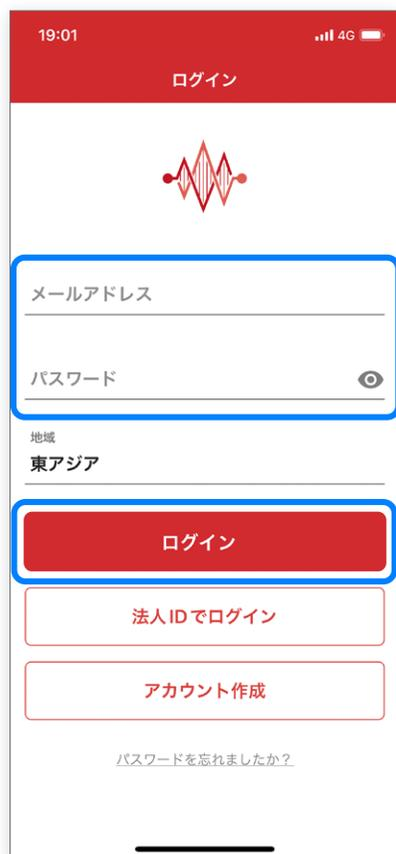 19:01 4G
ログイン
メールアドレス
パスワード
地域
東アジア
ログイン
法人IDでログイン
アカウント作成
パスワードを忘れましたか？